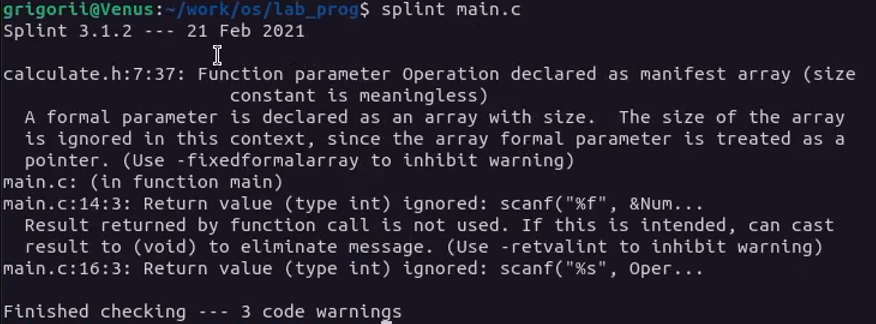 grigorii@Venus:~/work/os/lab_prog$ splint main.c
Splint 3.1.2 --- 21 Feb 2021

calculate.h:7:37: Function parameter Operation declared as manifest array (size
                     constant is meaningless)
  A formal parameter is declared as an array with size.  The size of the array
  is ignored in this context, since the array formal parameter is treated as a
  pointer. (Use -fixedformalarray to inhibit warning)
main.c: (in function main)
main.c:14:3: Return value (type int) ignored: scanf("%f", &Num...
  Result returned by function call is not used. If this is intended, can cast
  result to (void) to eliminate message. (Use -retvalint to inhibit warning)
main.c:16:3: Return value (type int) ignored: scanf("%s", Oper...

Finished checking --- 3 code warnings